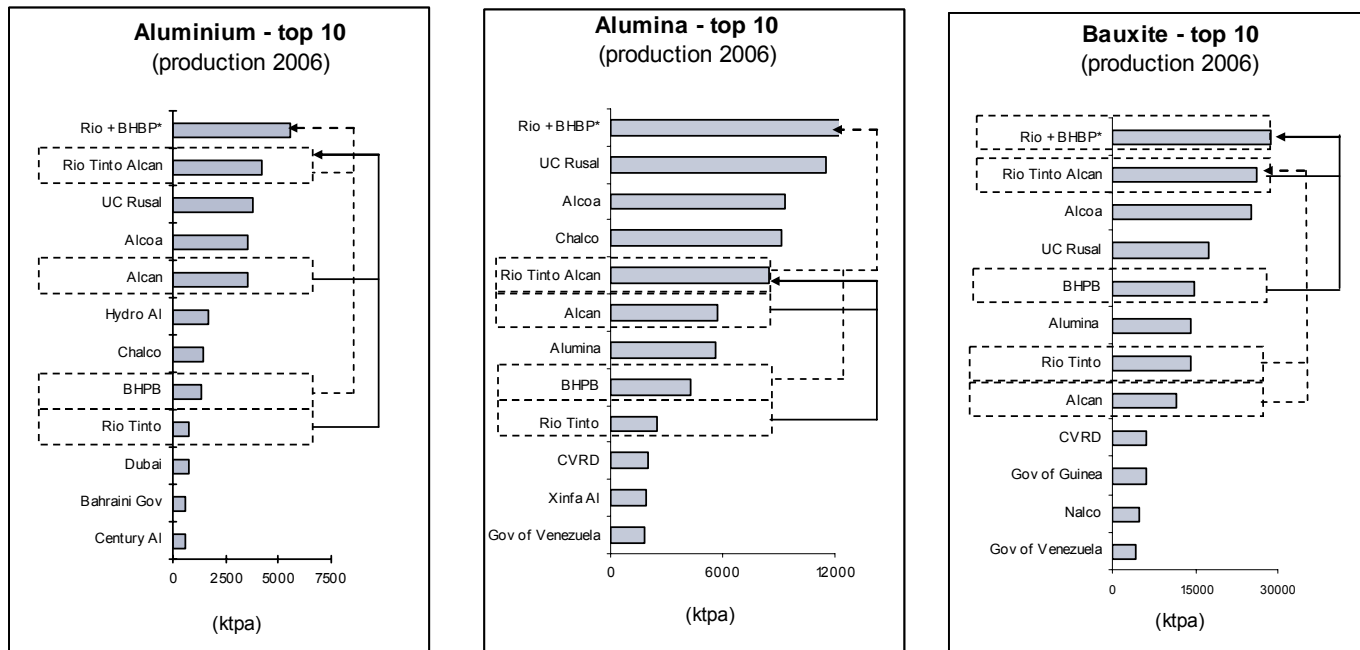 Aluminium - top 10
(production 2006)
Rio + BHBP*
Rio Tinto Alcan
UC Rusal
Alcoa
Alcan
Hydro Al
Chalco
BHPB
Rio Tinto
Dubai
Bahraini Gov
Century Al
0 2500 5000 7500
(ktpa)
Alumina - top 10
(production 2006)
Rio + BHBP*
UC Rusal
Alcoa
Chalco
Rio Tinto Alcan
Alcan
Alumina
BHPB
Rio Tinto
CVRD
Xinfa Al
Gov of Venezuela
0 6000 12000
(ktpa)
Bauxite - top 10
(production 2006)
Rio + BHBP*
Rio Tinto Alcan
Alcoa
UC Rusal
BHPB
Alumina
Rio Tinto
Alcan
CVRD
Gov of Guinea
Nalco
Gov of Venezuela
0 15000 30000
(ktpa)